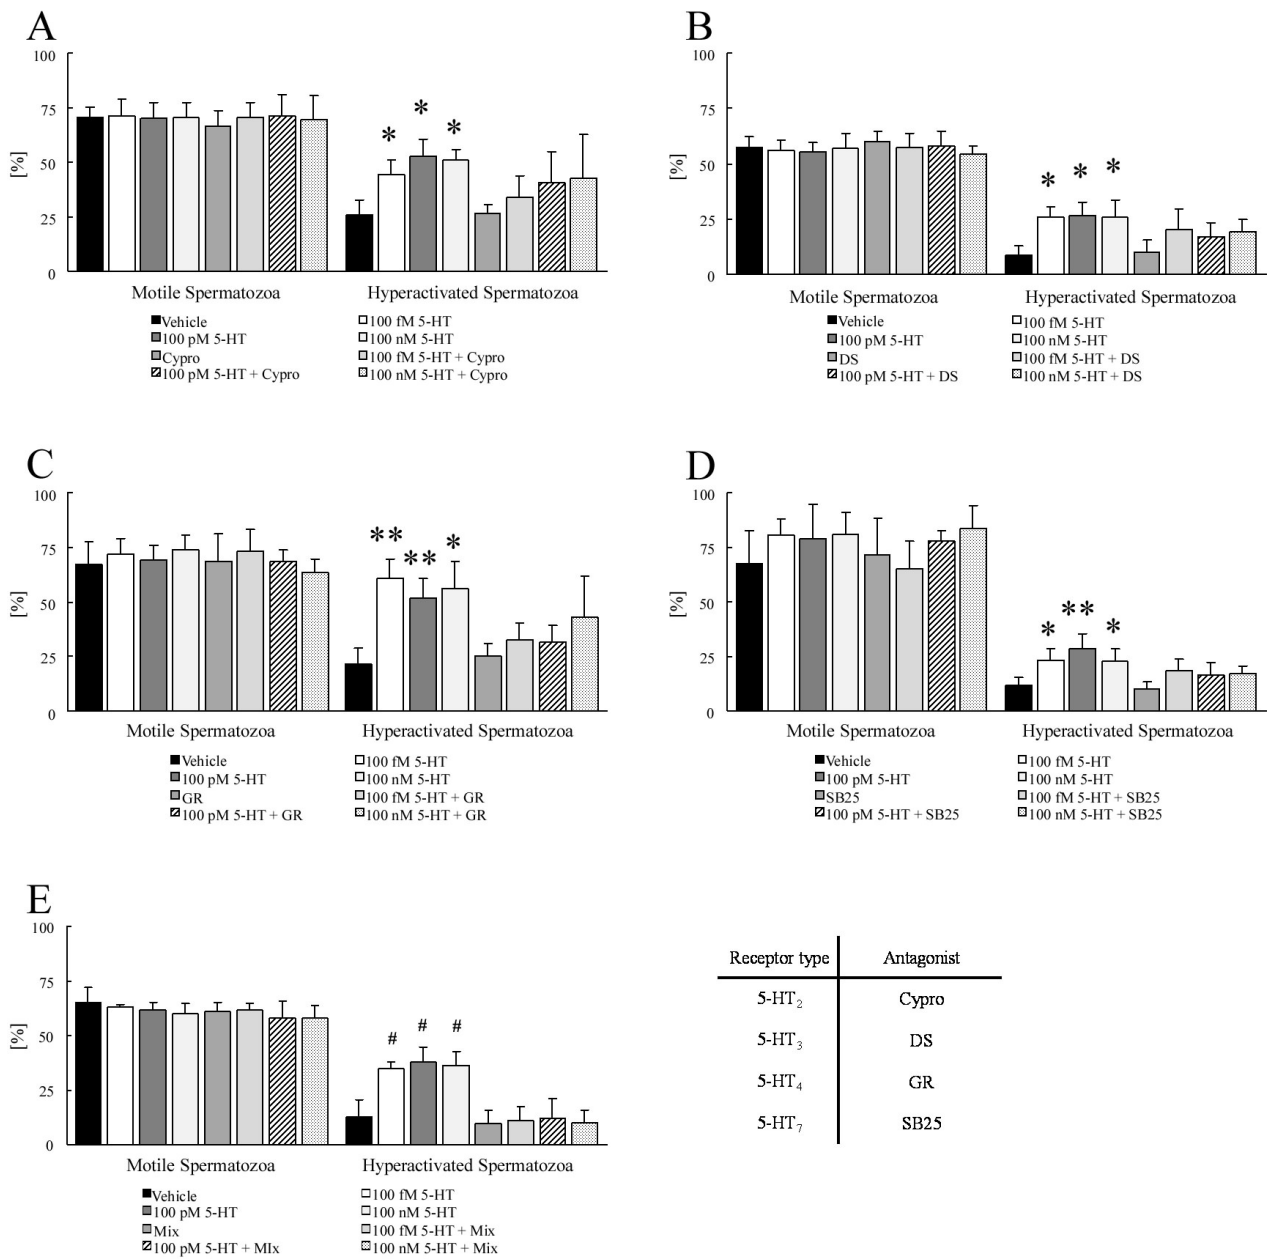 A
100
75
50
25
0
[%]
* * *
Motile Spermatozoa Hyperactivated Spermatozoa
Vehicle 100 fM 5-HT
100 pM 5-HT 100 nM 5-HT
Cypro 100 fM 5-HT + Cypro
100 pM 5-HT + Cypro 100 nM 5-HT + Cypro
B
100
75
50
25
0
[%]
* * *
Motile Spermatozoa Hyperactivated Spermatozoa
Vehicle 100 fM 5-HT
100 pM 5-HT 100 nM 5-HT
DS 100 fM 5-HT + DS
100 pM 5-HT + DS 100 nM 5-HT + DS
C
100
75
50
25
0
[%]
** ** *
Motile Spermatozoa Hyperactivated Spermatozoa
Vehicle 100 fM 5-HT
100 pM 5-HT 100 nM 5-HT
GR 100 fM 5-HT + GR
100 pM 5-HT + GR 100 nM 5-HT + GR
D
100
75
50
25
0
[%]
* ** *
Motile Spermatozoa Hyperactivated Spermatozoa
Vehicle 100 fM 5-HT
100 pM 5-HT 100 nM 5-HT
SB25 100 fM 5-HT + SB25
100 pM 5-HT + SB25 100 nM 5-HT + SB25
E
100
75
50
25
0
[%]
# # #
Motile Spermatozoa Hyperactivated Spermatozoa
Vehicle 100 fM 5-HT
100 pM 5-HT 100 nM 5-HT
Mix 100 fM 5-HT + Mix
100 pM 5-HT + MIx 100 nM 5-HT + Mix
Receptor type Antagonist
5-HT₂ Cypro
5-HT₃ DS
5-HT₄ GR
5-HT₇ SB25